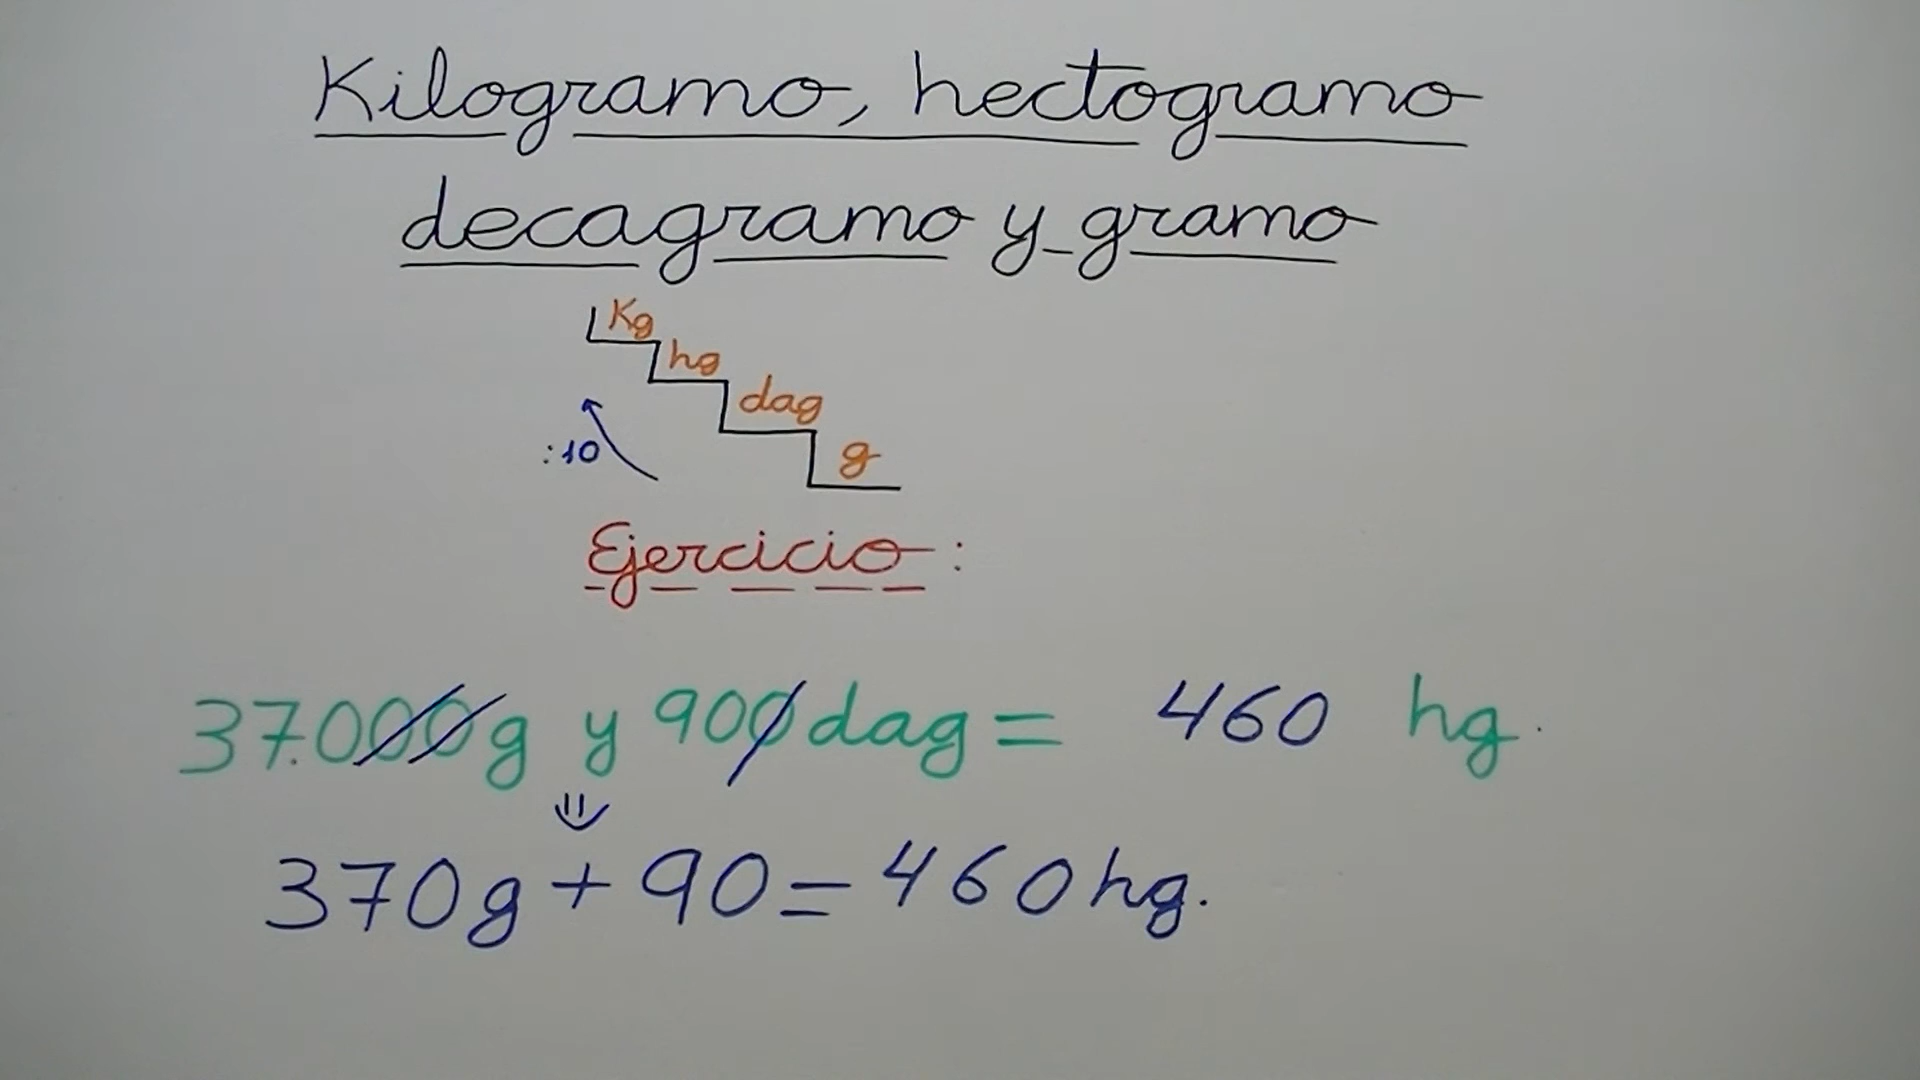 Kilogramo, hectogramo
decagramo y gramo
Kg
hg
dag
:10
g
Ejercicio:
37.000g y 900dag = 460 hg.
370g + 90 = 460hg.